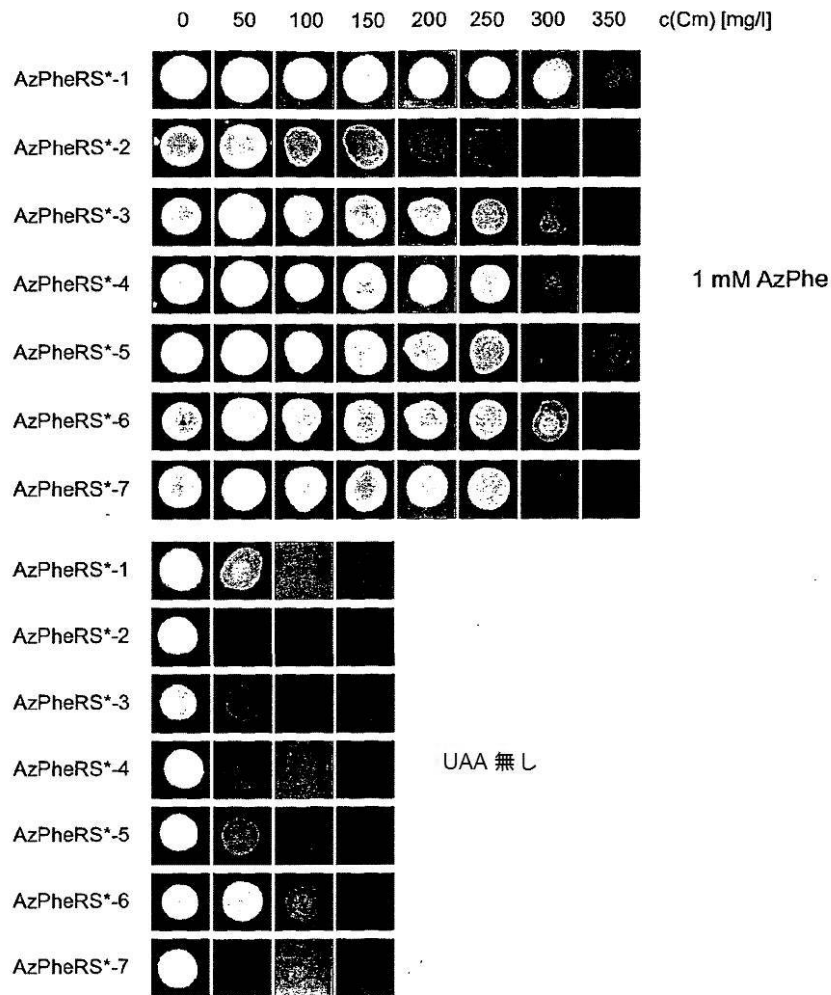 0 50 100 150 200 250 300 350 c(Cm) [mg/l]
AzPheRS*-1
AzPheRS*-2
AzPheRS*-3
AzPheRS*-4
1 mM AzPhe
AzPheRS*-5
AzPheRS*-6
AzPheRS*-7
AzPheRS*-1
AzPheRS*-2
AzPheRS*-3
AzPheRS*-4
UAA 無し
AzPheRS*-5
AzPheRS*-6
AzPheRS*-7